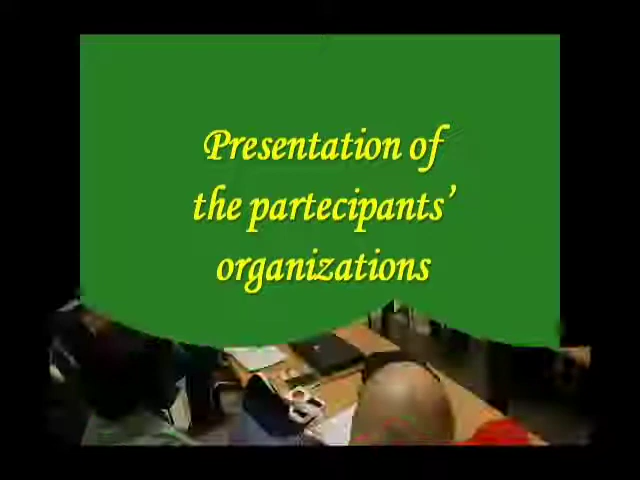 Presentation of
the partecipants’
organizations